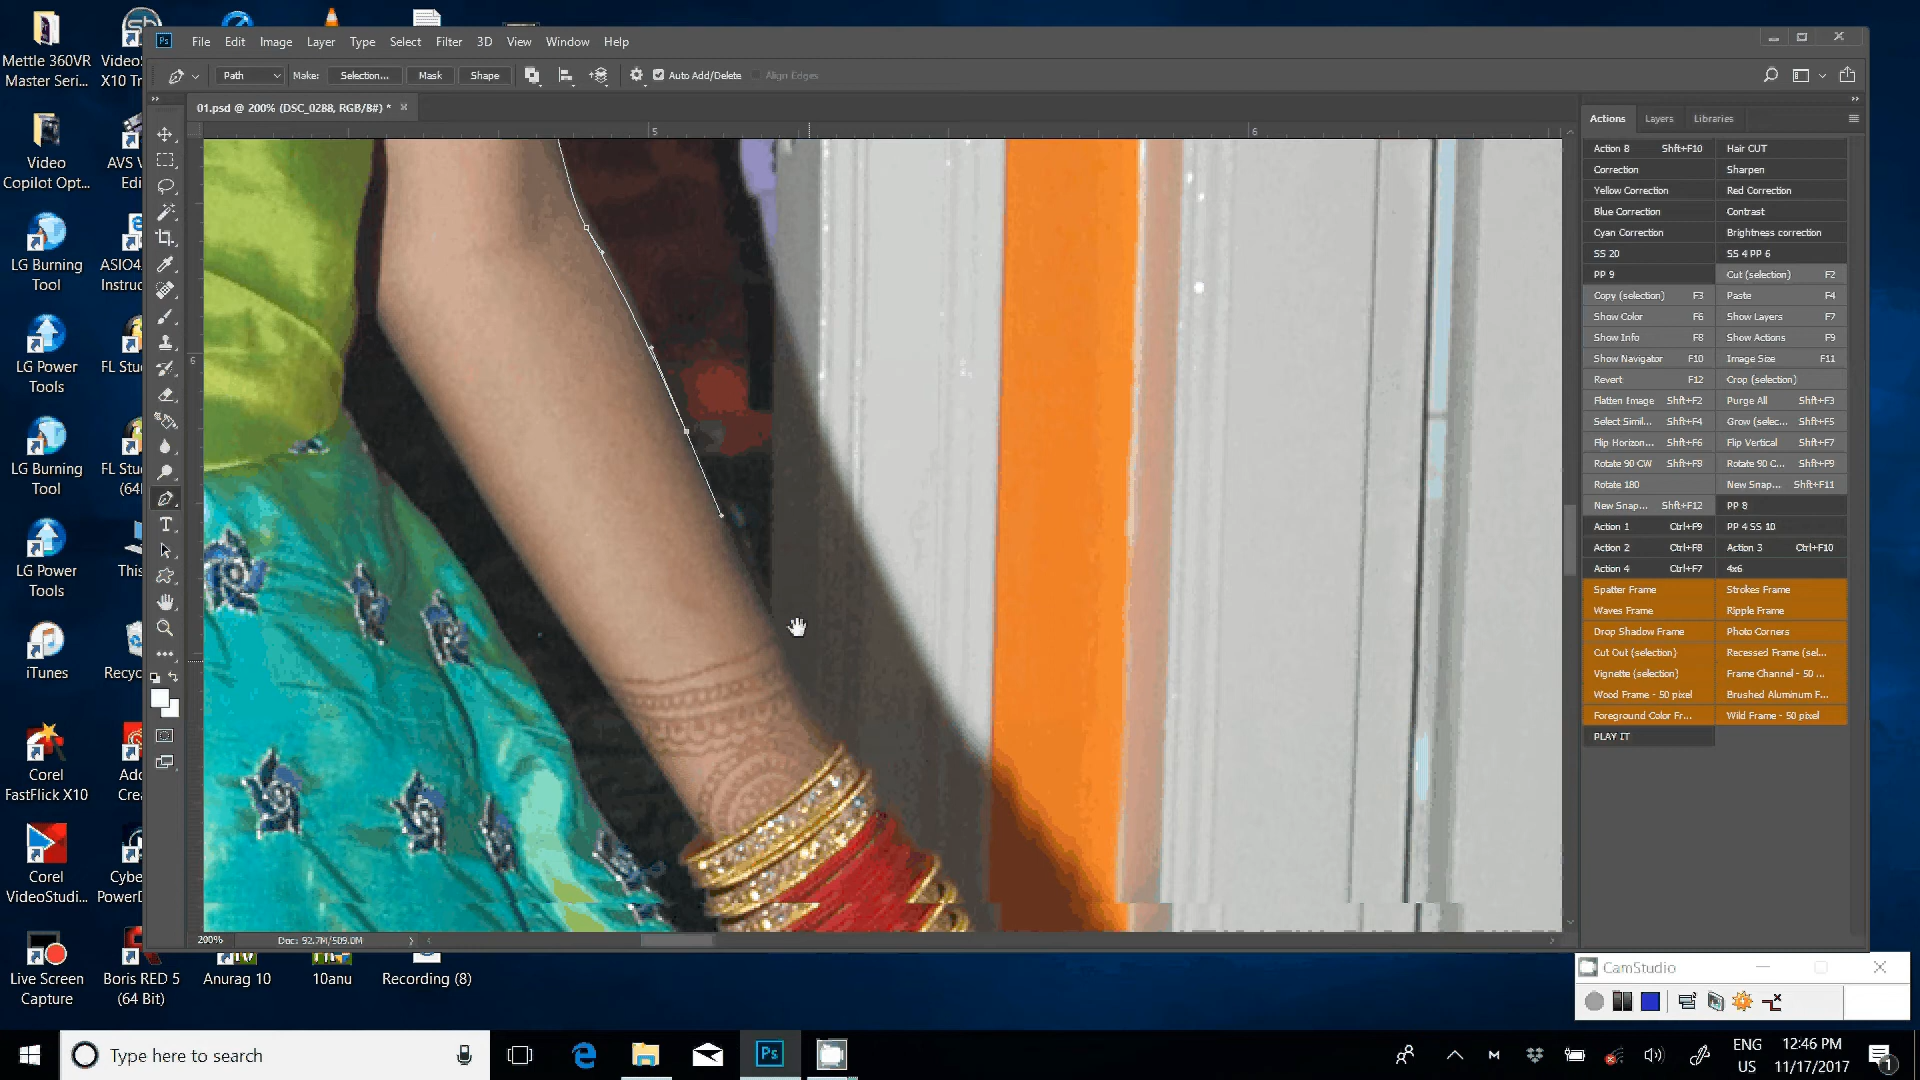 File Edit Image Layer Type Select Filter 3D View Window Help
Path Make: Selection... Mask Shape Auto Add/Delete Align Edges
01.psd @ 200% (DSC_0288, RGB/8#) *
5 6
6
Actions Layers Libraries
Action 8 Shft+F10 Hair CUT
Correction Sharpen
Yellow Correction Red Correction
Blue Correction Contrast
Cyan Correction Brightness correction
SS 20 SS 4 PP 6
PP 9 Cut (selection) F2
Copy (selection) F3 Paste F4
Show Color F6 Show Layers F7
Show Info F8 Show Actions F9
Show Navigator F10 Image Size F11
Revert F12 Crop (selection)
Flatten Image Shft+F2 Purge All Shft+F3
Select Simil... Shft+F4 Grow (selec... Shft+F5
Flip Horizon... Shft+F6 Flip Vertical Shft+F7
Rotate 90 CW Shft+F8 Rotate 90 C... Shft+F9
Rotate 180 New Snap... Shft+F11
New Snap... Shft+F12 PP 8
Action 1 Ctrl+F9 PP 4 SS 10
Action 2 Ctrl+F8 Action 3 Ctrl+F10
Action 4 Ctrl+F7 4x6
Spatter Frame Strokes Frame
Waves Frame Ripple Frame
Drop Shadow Frame Photo Corners
Cut Out (selection) Recessed Frame (sel...
Vignette (selection) Frame Channel - 50 ...
Wood Frame - 50 pixel Brushed Aluminum F...
Foreground Color Fr... Wild Frame - 50 pixel
PLAY IT
200% Doc: 92.7M/509.0M
Mettle 360VR
Master Seri...
Video
Copilot Opt...
LG Burning
Tool
LG Power
Tools
LG Burning
Tool
LG Power
Tools
iTunes
Corel
FastFlick X10
Corel
VideoStudi...
Live Screen
Capture
Video
X10 Tr
AVS V
Edi
ASIO4
Instruc
FL Stu
FL Stu
(64
This
Recyc
Ado
Crea
Cybe
PowerD
Boris RED 5
(64 Bit)
Anurag 10
10anu
Recording (8)
CamStudio
Type here to search
Ps
ENG
US
12:46 PM
11/17/2017
1